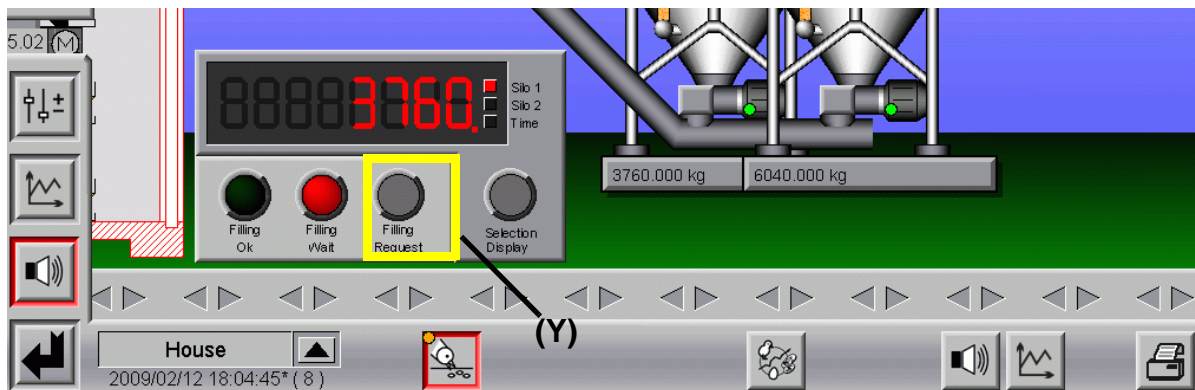 5.02 M
3760.
Silo 1
Silo 2
Time
3760.000 kg
6040.000 kg
Filling
Ok
Filling
Wait
Filling
Request
Selection
Display
(Y)
House
2009/02/12 18:04:45* ( 8 )